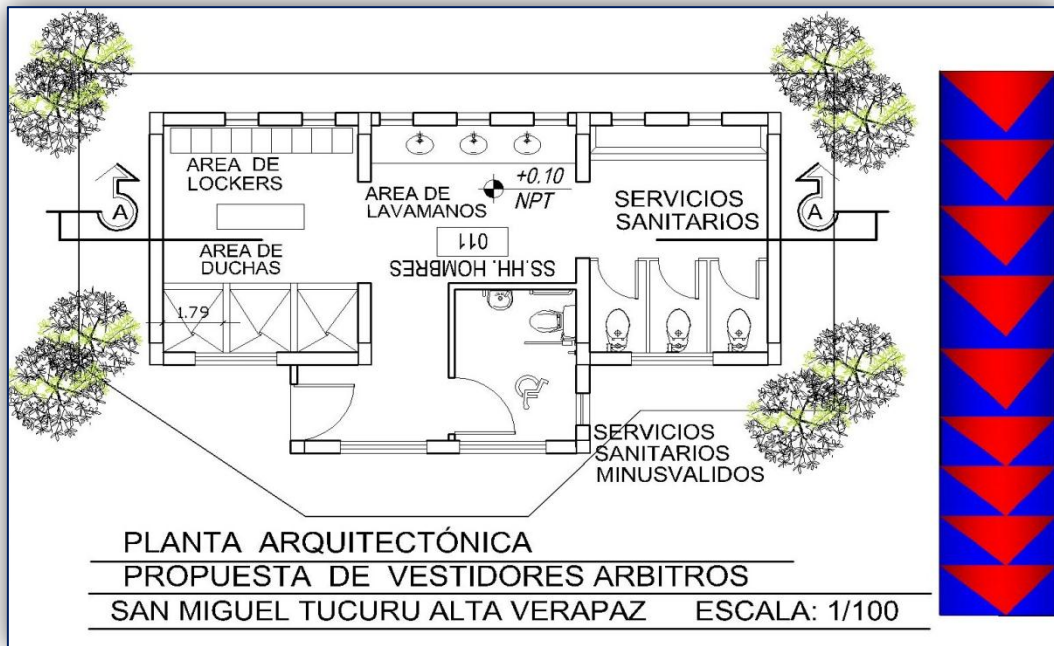 AREA DE
LOCKERS
AREA DE
LAVAMANOS
+0.10
NPT
SERVICIOS
SANITARIOS
A
A
011
SS.HH. HOMBRES
AREA DE
DUCHAS
1.79
SERVICIOS
SANITARIOS
MINUSVALIDOS
PLANTA ARQUITECTÓNICA
PROPUESTA DE VESTIDORES ARBITROS
SAN MIGUEL TUCURU ALTA VERAPAZ ESCALA: 1/100